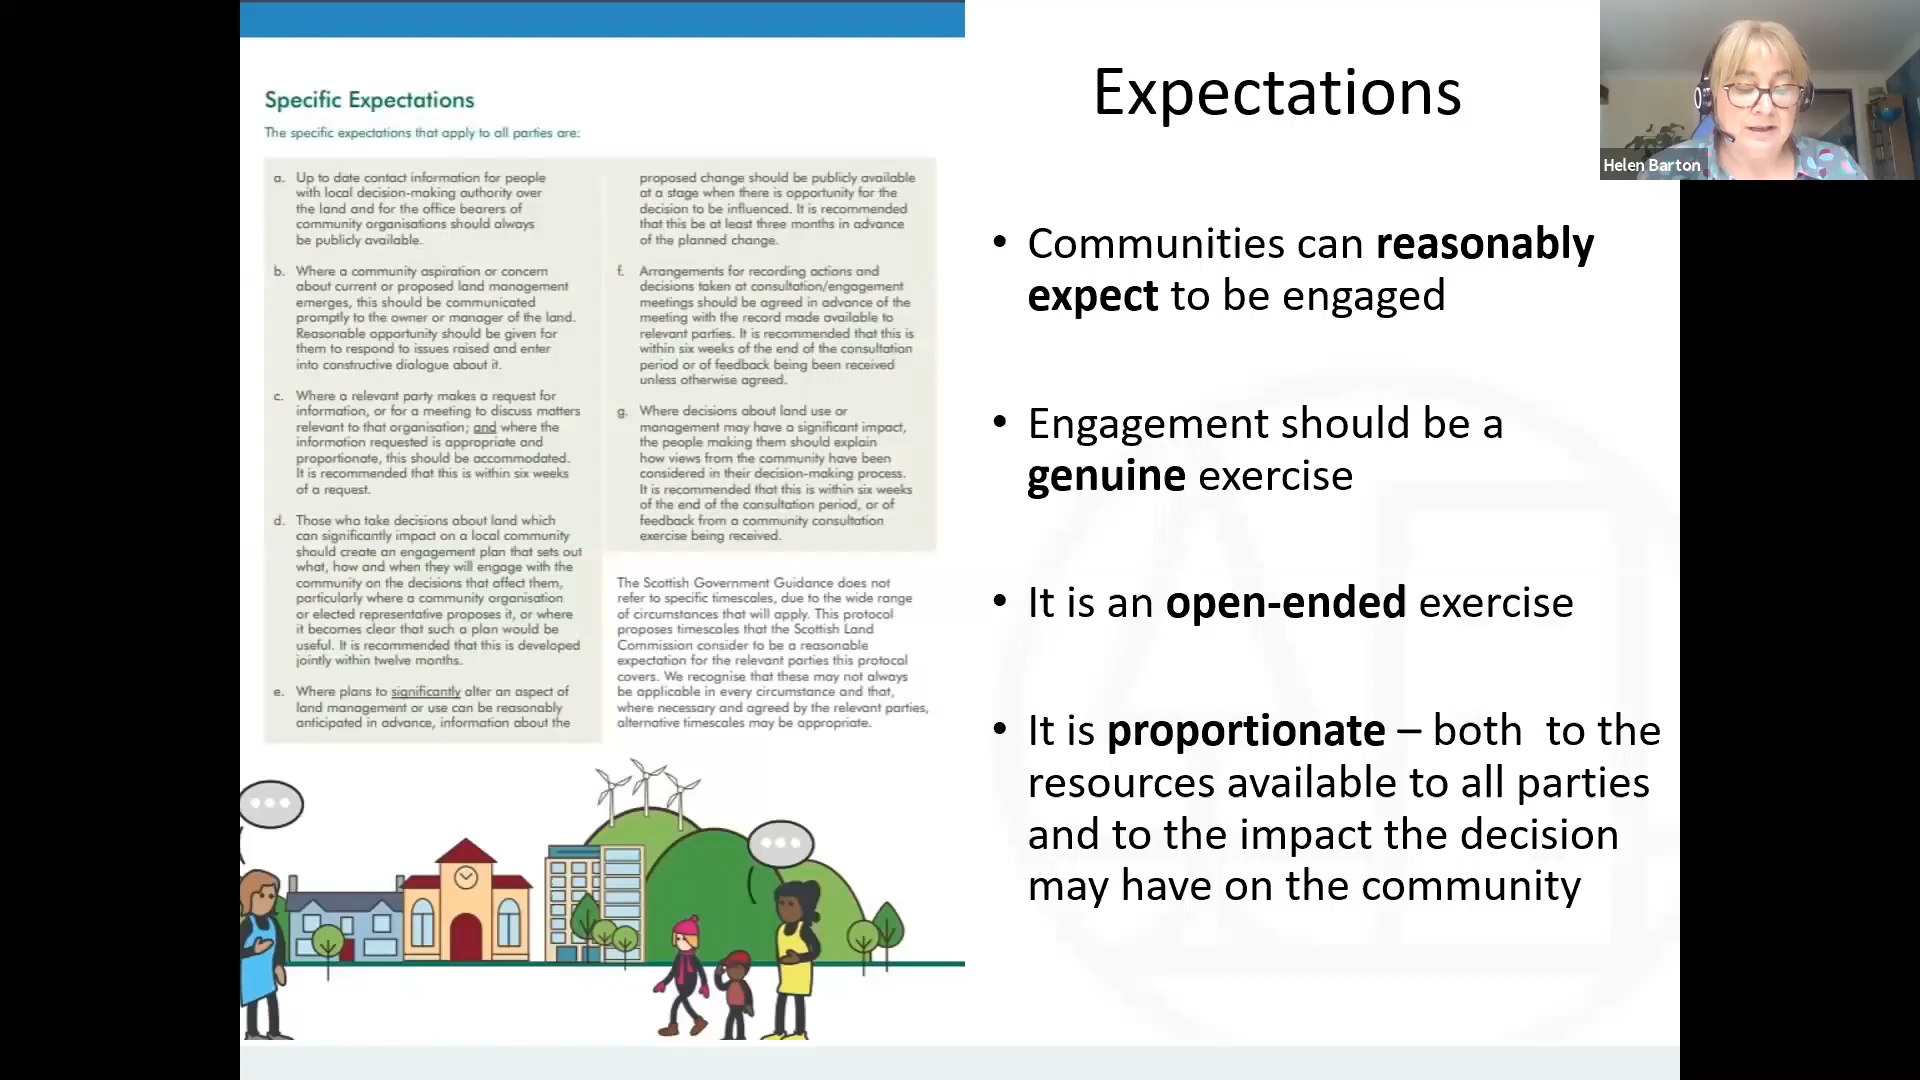 Specific Expectations
The specific expectations that apply to all parties are:
a. Up to date contact information for people
with local decision-making authority over
the land and for the office bearers of
community organisations should always
be publicly available.
b. Where a community aspiration or concern
about current or proposed land management
emerges, this should be communicated
promptly to the owner or manager of the land.
Reasonable opportunity should be given for
them to respond to issues raised and enter
into constructive dialogue about it.
c. Where a relevant party makes a request for
information, or for a meeting to discuss matters
relevant to that organisation; and where the
information requested is appropriate and
proportionate, this should be accommodated.
It is recommended that this is within six weeks
of a request.
d. Those who take decisions about land which
can significantly impact on a local community
should create an engagement plan that sets out
what, how and when they will engage with the
community on the decisions that affect them,
particularly where a community organisation
or elected representative proposes it, or where
it becomes clear that such a plan would be
useful. It is recommended that this is developed
jointly within twelve months.
e. Where plans to significantly alter an aspect of
land management or use can be reasonably
anticipated in advance, information about the
proposed change should be publicly available
at a stage when there is opportunity for the
decision to be influenced. It is recommended
that this be at least three months in advance
of the planned change.
f. Arrangements for recording actions and
decisions taken at consultation/engagement
meetings should be agreed in advance of the
meeting with the record made available to
relevant parties. It is recommended that this is
within six weeks of the end of the consultation
period or of feedback being been received
unless otherwise agreed.
g. Where decisions about land use or
management may have a significant impact,
the people making them should explain
how views from the community have been
considered in their decision-making process.
It is recommended that this is within six weeks
of the end of the consultation period, or of
feedback from a community consultation
exercise being received.
The Scottish Government Guidance does not
refer to specific timescales, due to the wide range
of circumstances that will apply. This protocol
proposes timescales that the Scottish Land
Commission consider to be a reasonable
expectation for the relevant parties this protocol
covers. We recognise that these may not always
be applicable in every circumstance and that,
where necessary and agreed by the relevant parties,
alternative timescales may be appropriate.
Expectations
• Communities can reasonably
expect to be engaged
• Engagement should be a
genuine exercise
• It is an open-ended exercise
• It is proportionate – both to the
resources available to all parties
and to the impact the decision
may have on the community
Helen Barton